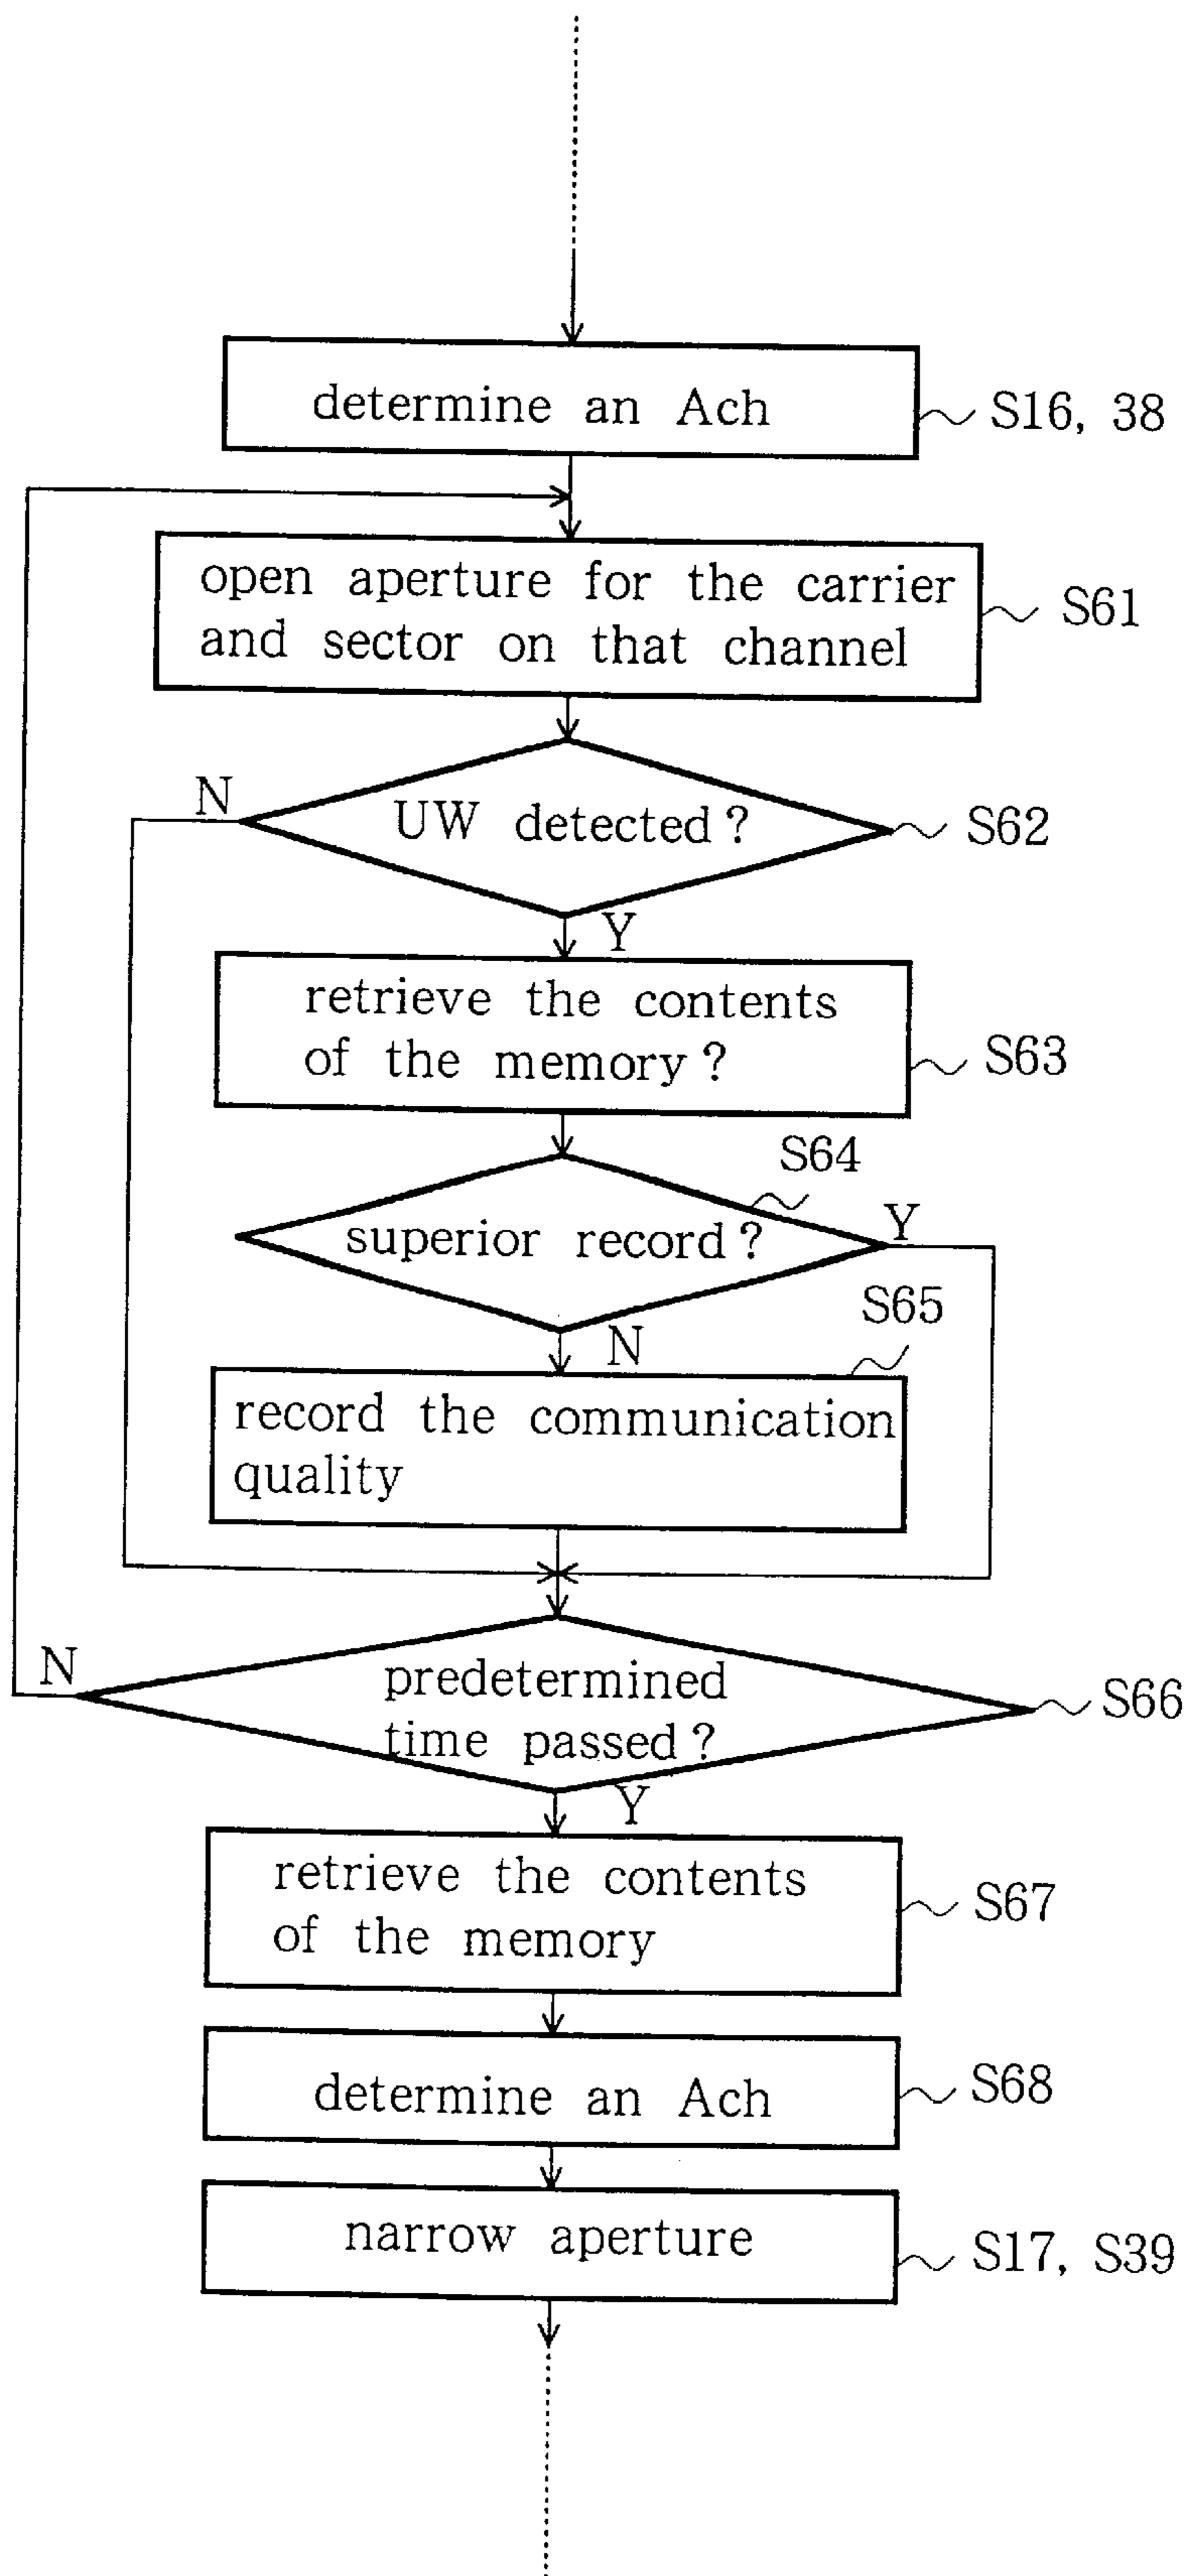 determine an Ach
S16, 38
open aperture for the carrier
and sector on that channel
S61
N
UW detected?
S62
Y
retrieve the contents
of the memory?
S63
S64
superior record?
Y
S65
N
record the communication
quality
N
predetermined
time passed?
S66
Y
retrieve the contents
of the memory
S67
determine an Ach
S68
narrow aperture
S17, S39